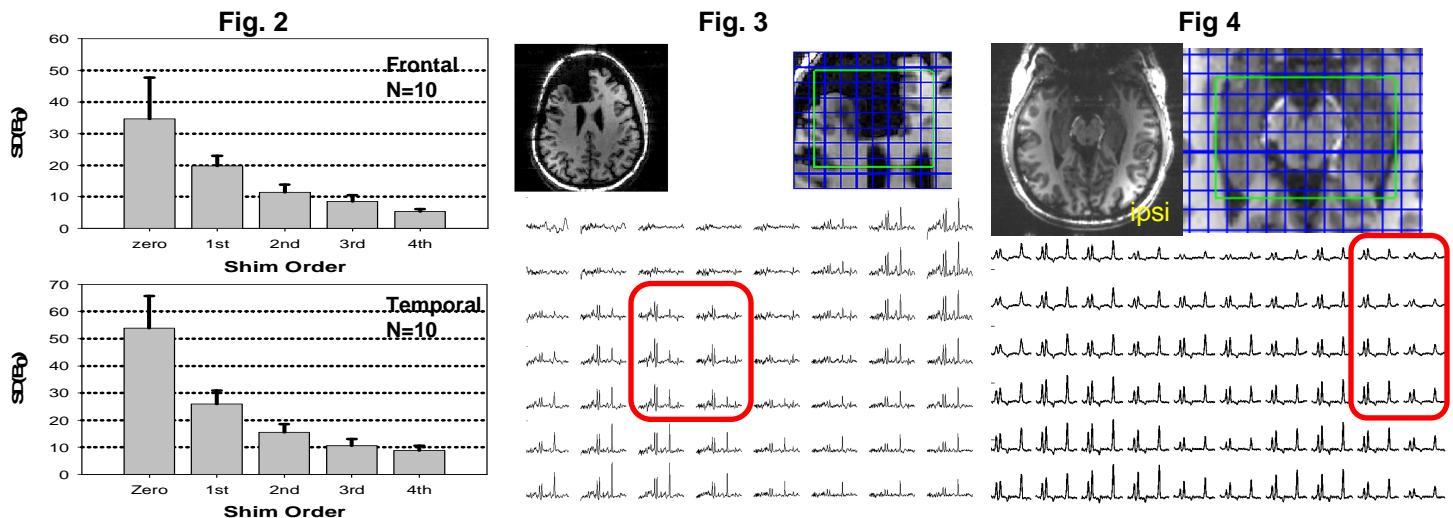 Fig. 2
60
50
40
30
20
10
0
SD(B0)
Frontal
N=10
zero 1st 2nd 3rd 4th
Shim Order
70
60
50
40
30
20
10
0
SD(B0)
Temporal
N=10
Zero 1st 2nd 3rd 4th
Shim Order
Fig. 3
Fig 4
ipsi